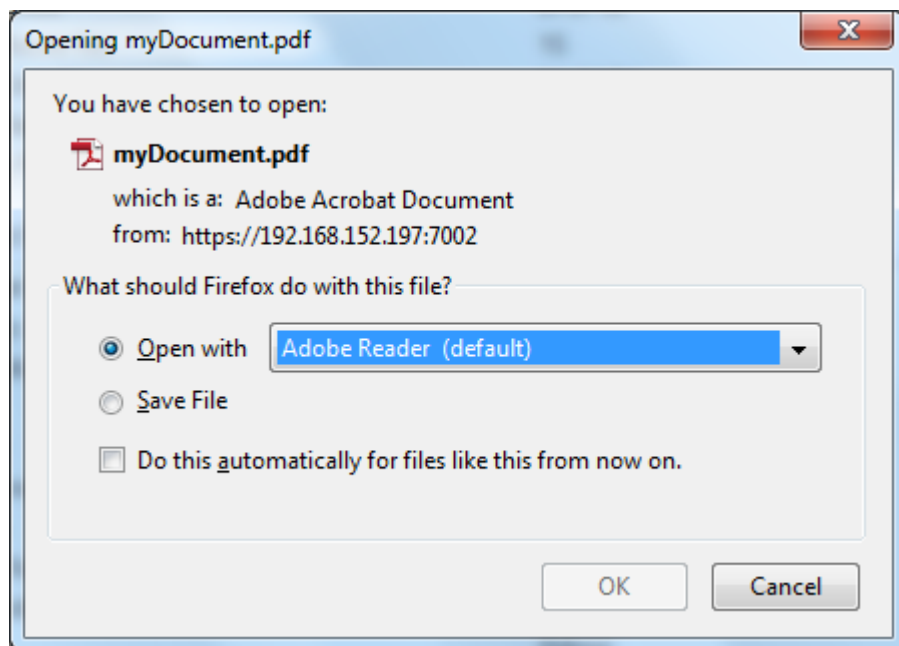 Opening myDocument.pdf
You have chosen to open:
myDocument.pdf
which is a: Adobe Acrobat Document
from: https://192.168.152.197:7002
What should Firefox do with this file?
Open with Adobe Reader (default)
Save File
Do this automatically for files like this from now on.
OK Cancel